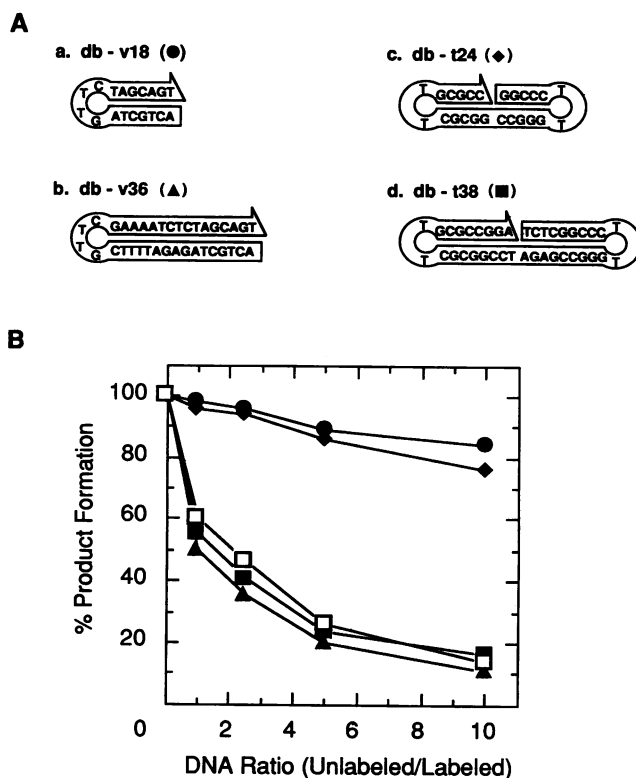 A
a. db - v18 (●)
C TAGCAGT
T
T
G ATCGTCA
c. db - t24 (◆)
T GCGCC GGCCC T
T CGCGG CCGGG T
b. db - v36 (▲)
C GAAAATCTCTAGCAGT
T
T
G CTTTTAGAGATCGTCA
d. db - t38 (■)
T GCGCCGGA TCTCGGCCC T
T CGCGGCCT AGAGCCGGG T
B
% Product Formation
100
80
60
40
20
0
0 2 4 6 8 10
DNA Ratio (Unlabeled/Labeled)